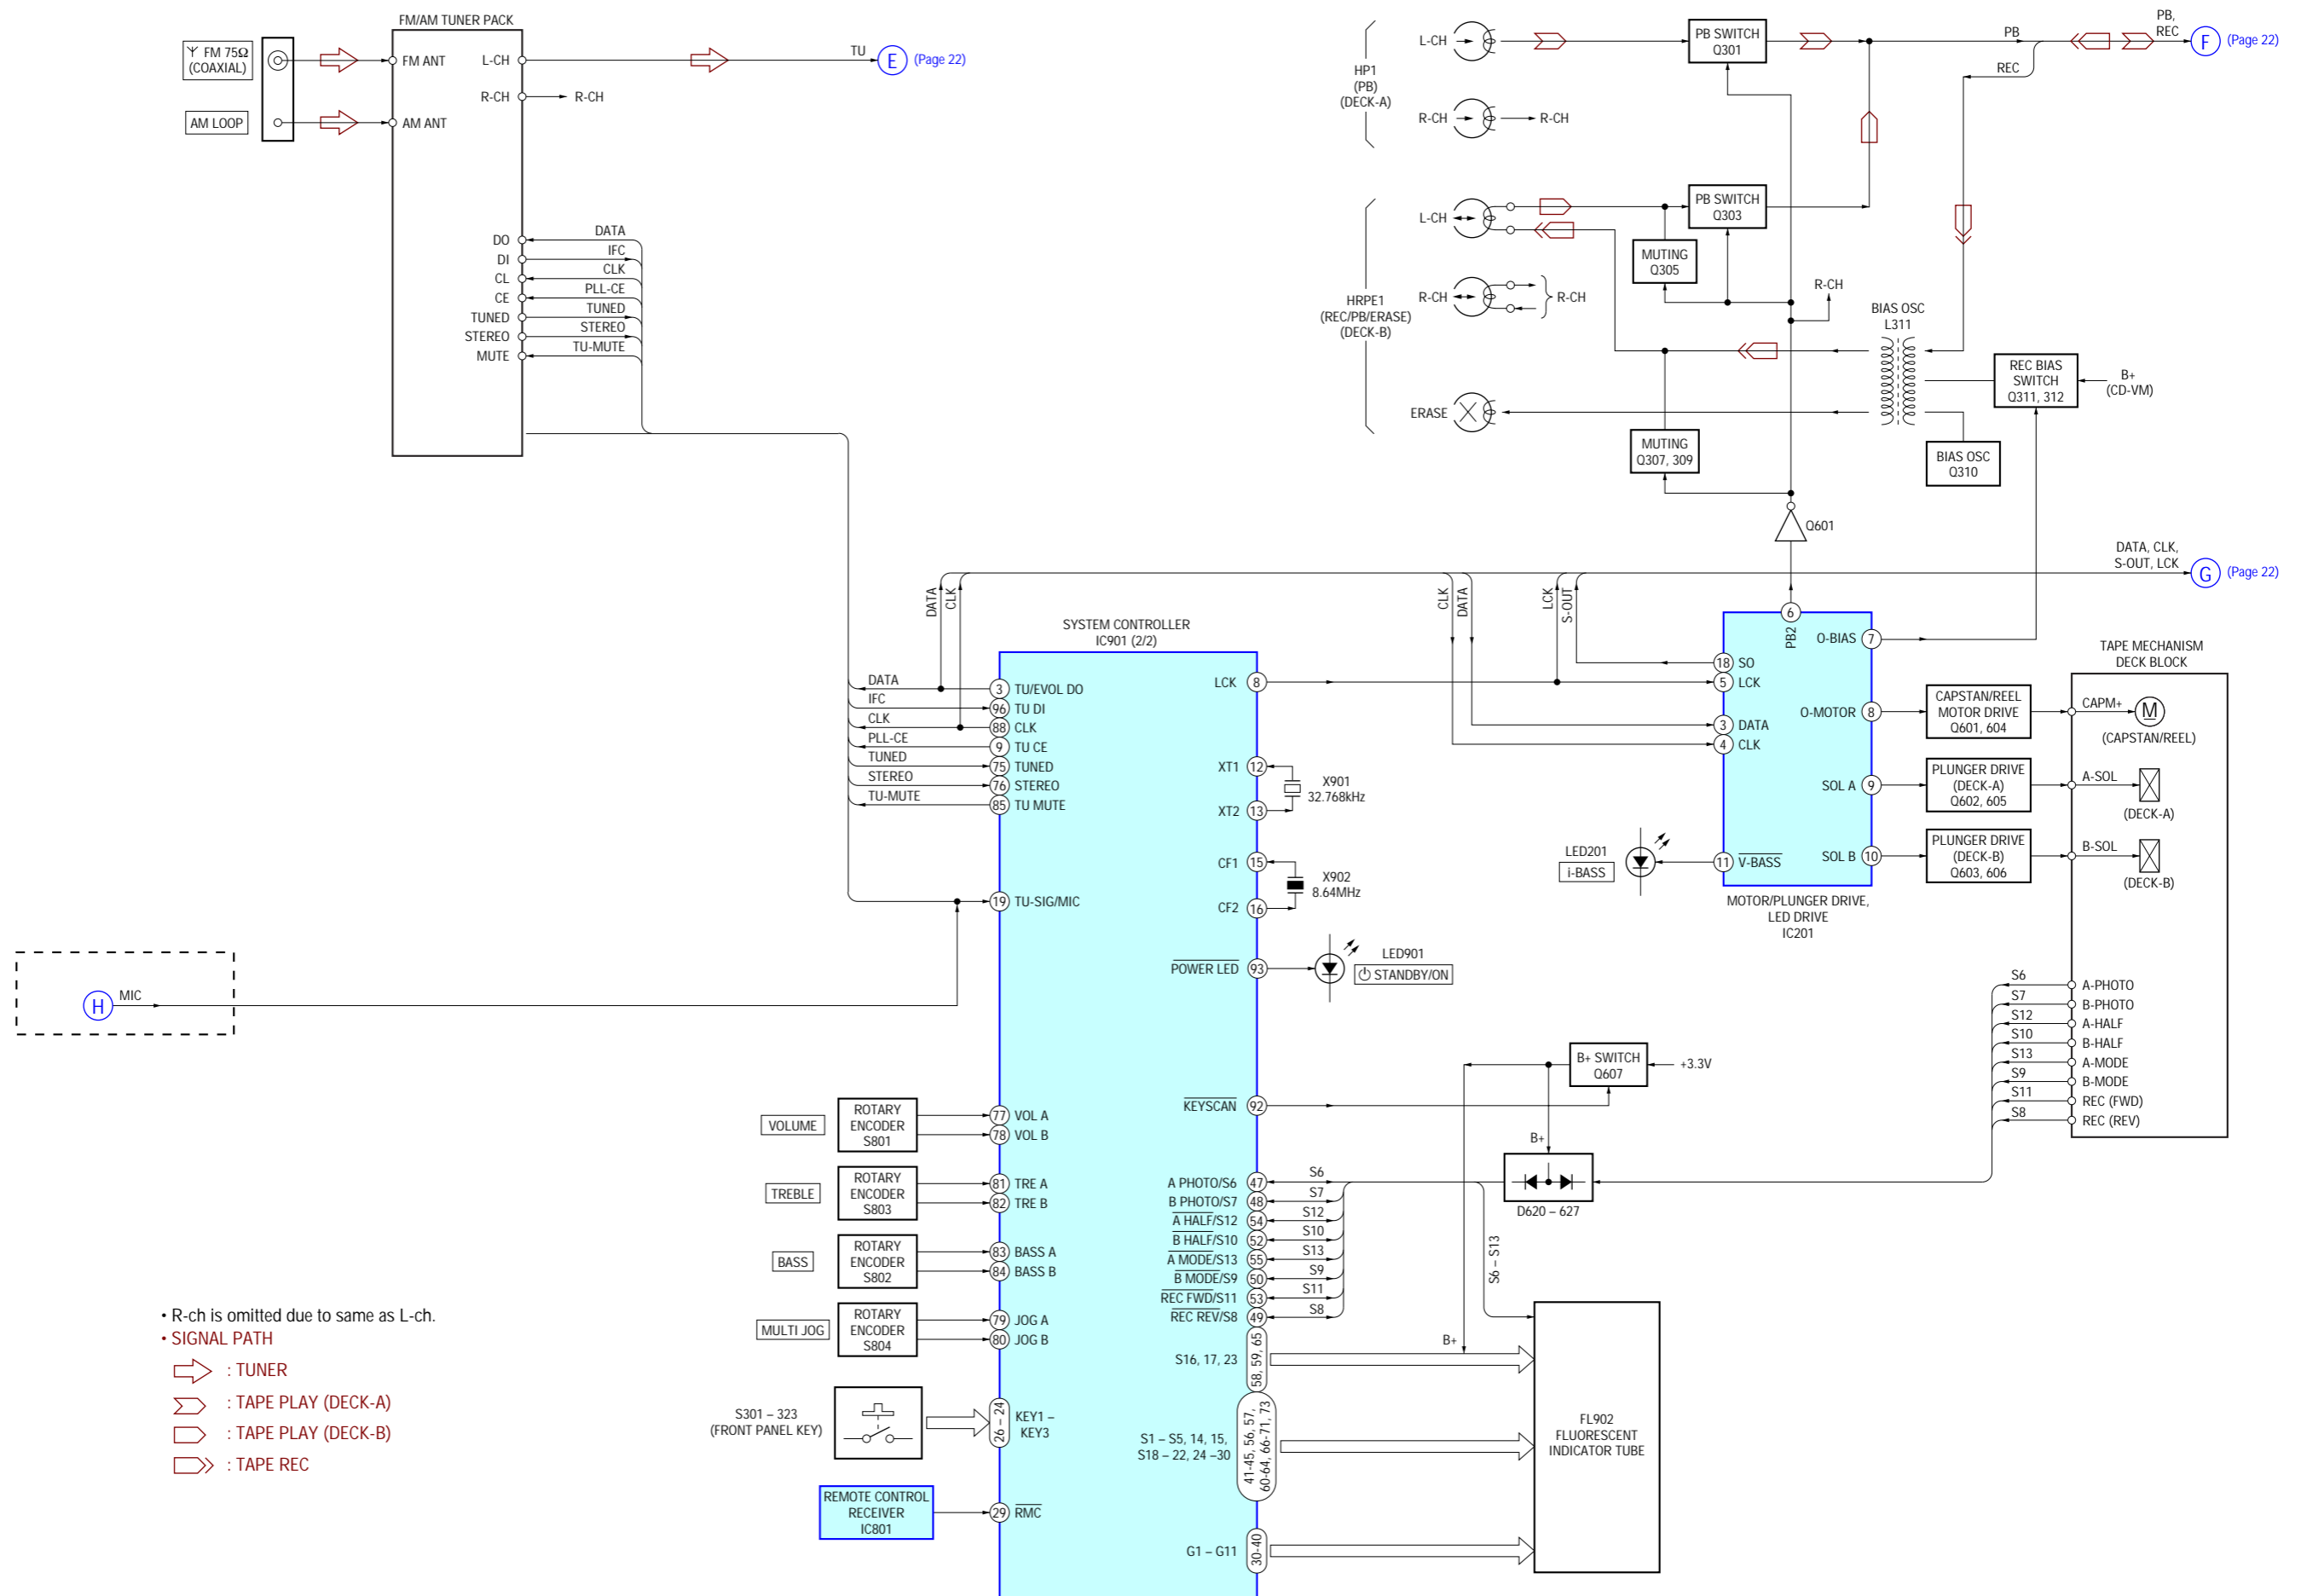 FM/AM TUNER PACK
FM 75Ω
(COAXIAL)
AM LOOP
FM ANT
AM ANT
L-CH
R-CH
R-CH
TU
E
(Page 22)
DO
DI
CL
CE
TUNED
STEREO
MUTE
DATA
IFC
CLK
PLL-CE
TUNED
STEREO
TU-MUTE
HP1
(PB)
(DECK-A)
L-CH
R-CH
R-CH
PB SWITCH
Q301
PB
REC
PB,
REC
F
(Page 22)
HRPE1
(REC/PB/ERASE)
(DECK-B)
L-CH
R-CH
R-CH
ERASE
PB SWITCH
Q303
MUTING
Q305
R-CH
BIAS OSC
L311
REC BIAS
SWITCH
Q311, 312
B+
(CD-VM)
BIAS OSC
Q310
MUTING
Q307, 309
Q601
DATA, CLK,
S-OUT, LCK
G
(Page 22)
DATA
CLK
CLK
DATA
LCK
S-OUT
SYSTEM CONTROLLER
IC901 (2/2)
DATA
IFC
CLK
PLL-CE
TUNED
STEREO
TU-MUTE
3 TU/EVOL DO
96 TU DI
88 CLK
9 TU CE
75 TUNED
76 STEREO
85 TU MUTE
19 TU-SIG/MIC
H
MIC
VOLUME
ROTARY
ENCODER
S801
77 VOL A
78 VOL B
TREBLE
ROTARY
ENCODER
S803
81 TRE A
82 TRE B
BASS
ROTARY
ENCODER
S802
83 BASS A
84 BASS B
MULTI JOG
ROTARY
ENCODER
S804
79 JOG A
80 JOG B
S301 – 323
(FRONT PANEL KEY)
26 – 24
KEY1 –
KEY3
REMOTE CONTROL
RECEIVER
IC801
29 RMC
LCK 8
XT1 12
XT2 13
X901
32.768kHz
CF1 15
CF2 16
X902
8.64MHz
POWER LED 93
LED901
STANDBY/ON
KEYSCAN 92
B+ SWITCH
Q607
+3.3V
B+
D620 – 627
A PHOTO/S6 47 S6
B PHOTO/S7 48 S7
A HALF/S12 54 S12
B HALF/S10 52 S10
A MODE/S13 55 S13
B MODE/S9 50 S9
REC FWD/S11 53 S11
REC REV/S8 49 S8
S6 – S13
B+
S16, 17, 23
58, 59, 65
S1 – S5, 14, 15,
S18 – 22, 24 –30
41-45, 56, 57,
60-64, 66-71, 73
G1 – G11
30-40
FL902
FLUORESCENT
INDICATOR TUBE
6
PB2
O-BIAS 7
18 SO
5 LCK
3 DATA
4 CLK
O-MOTOR 8
SOL A 9
SOL B 10
11 V-BASS
LED201
i-BASS
MOTOR/PLUNGER DRIVE,
LED DRIVE
IC201
CAPSTAN/REEL
MOTOR DRIVE
Q601, 604
PLUNGER DRIVE
(DECK-A)
Q602, 605
PLUNGER DRIVE
(DECK-B)
Q603, 606
TAPE MECHANISM
DECK BLOCK
CAPM+
M
(CAPSTAN/REEL)
A-SOL
(DECK-A)
B-SOL
(DECK-B)
S6 A-PHOTO
S7 B-PHOTO
S12 A-HALF
S10 B-HALF
S13 A-MODE
S9 B-MODE
S11 REC (FWD)
S8 REC (REV)
• R-ch is omitted due to same as L-ch.
• SIGNAL PATH
: TUNER
: TAPE PLAY (DECK-A)
: TAPE PLAY (DECK-B)
: TAPE REC